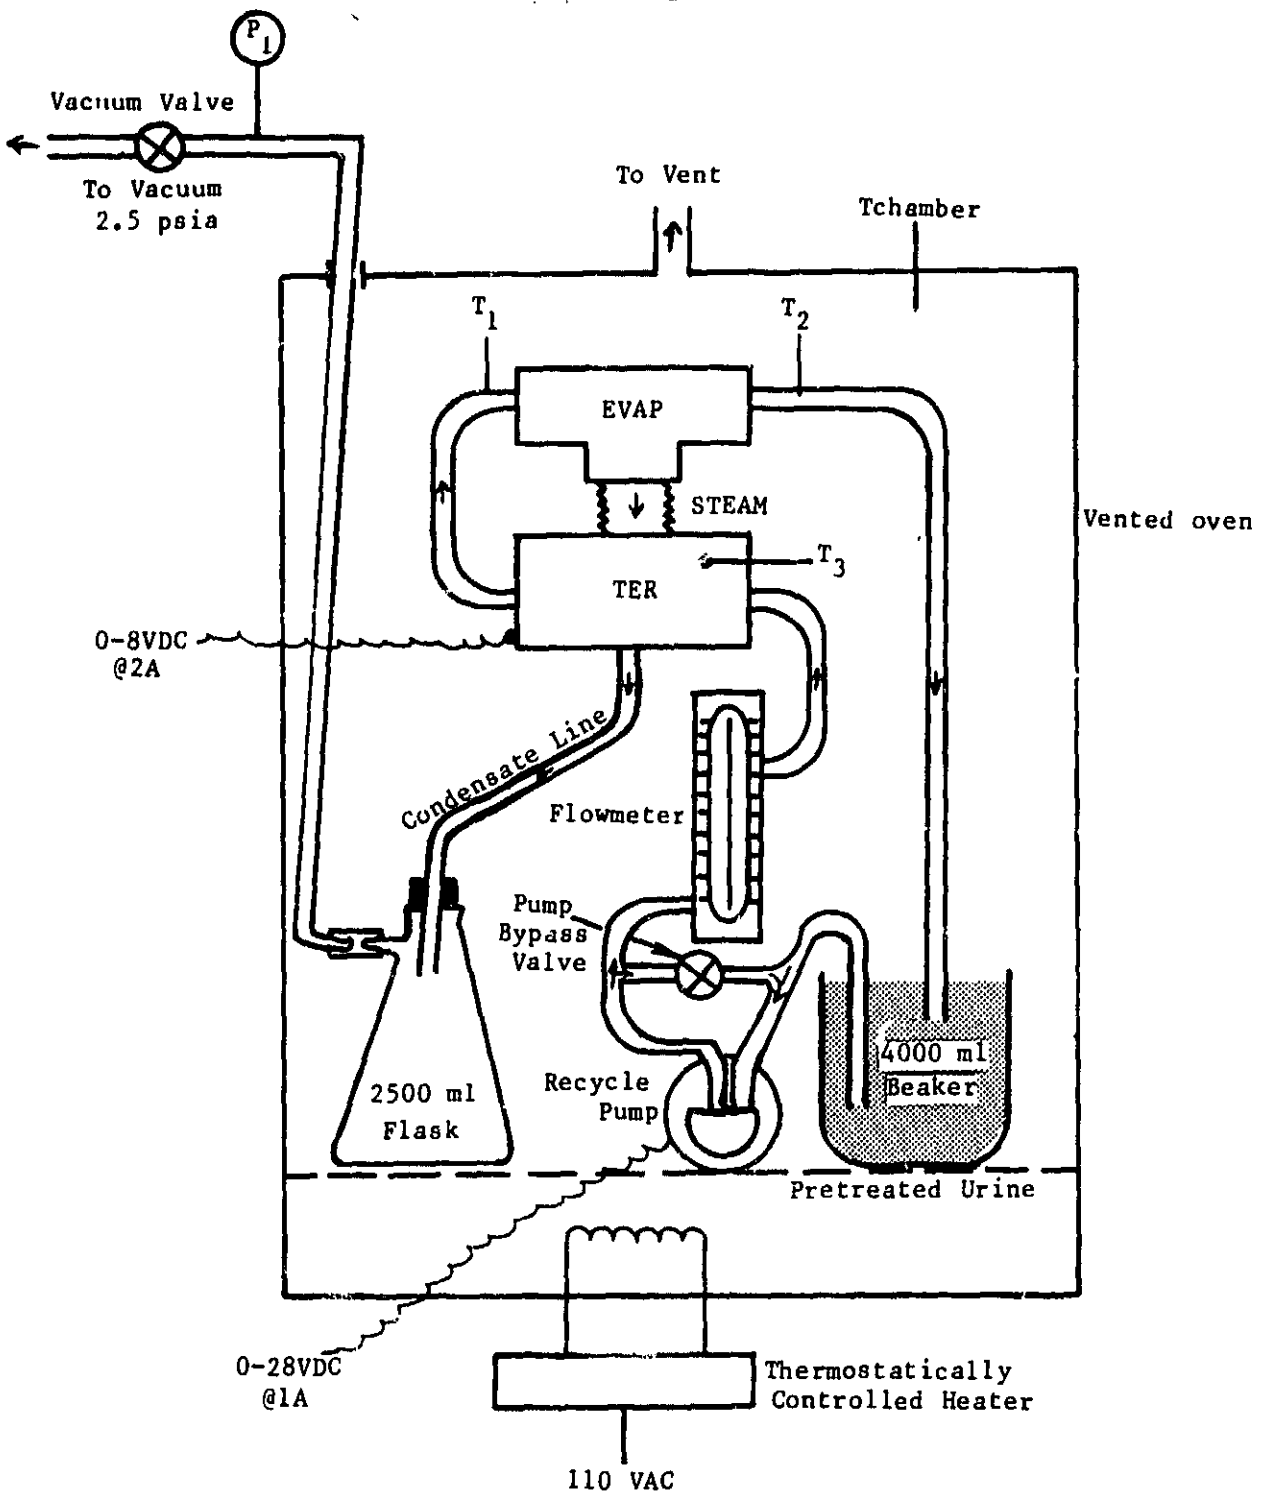 P1
Vacuum Valve
To Vacuum
2.5 psia
To Vent
Tchamber
T1
T2
EVAP
STEAM
Vented oven
T3
TER
0-8VDC
@2A
Condensate Line
Flowmeter
Pump
Bypass
Valve
4000 ml
Beaker
Recycle
Pump
2500 ml
Flask
Pretreated Urine
0-28VDC
@1A
Thermostatically
Controlled Heater
110 VAC